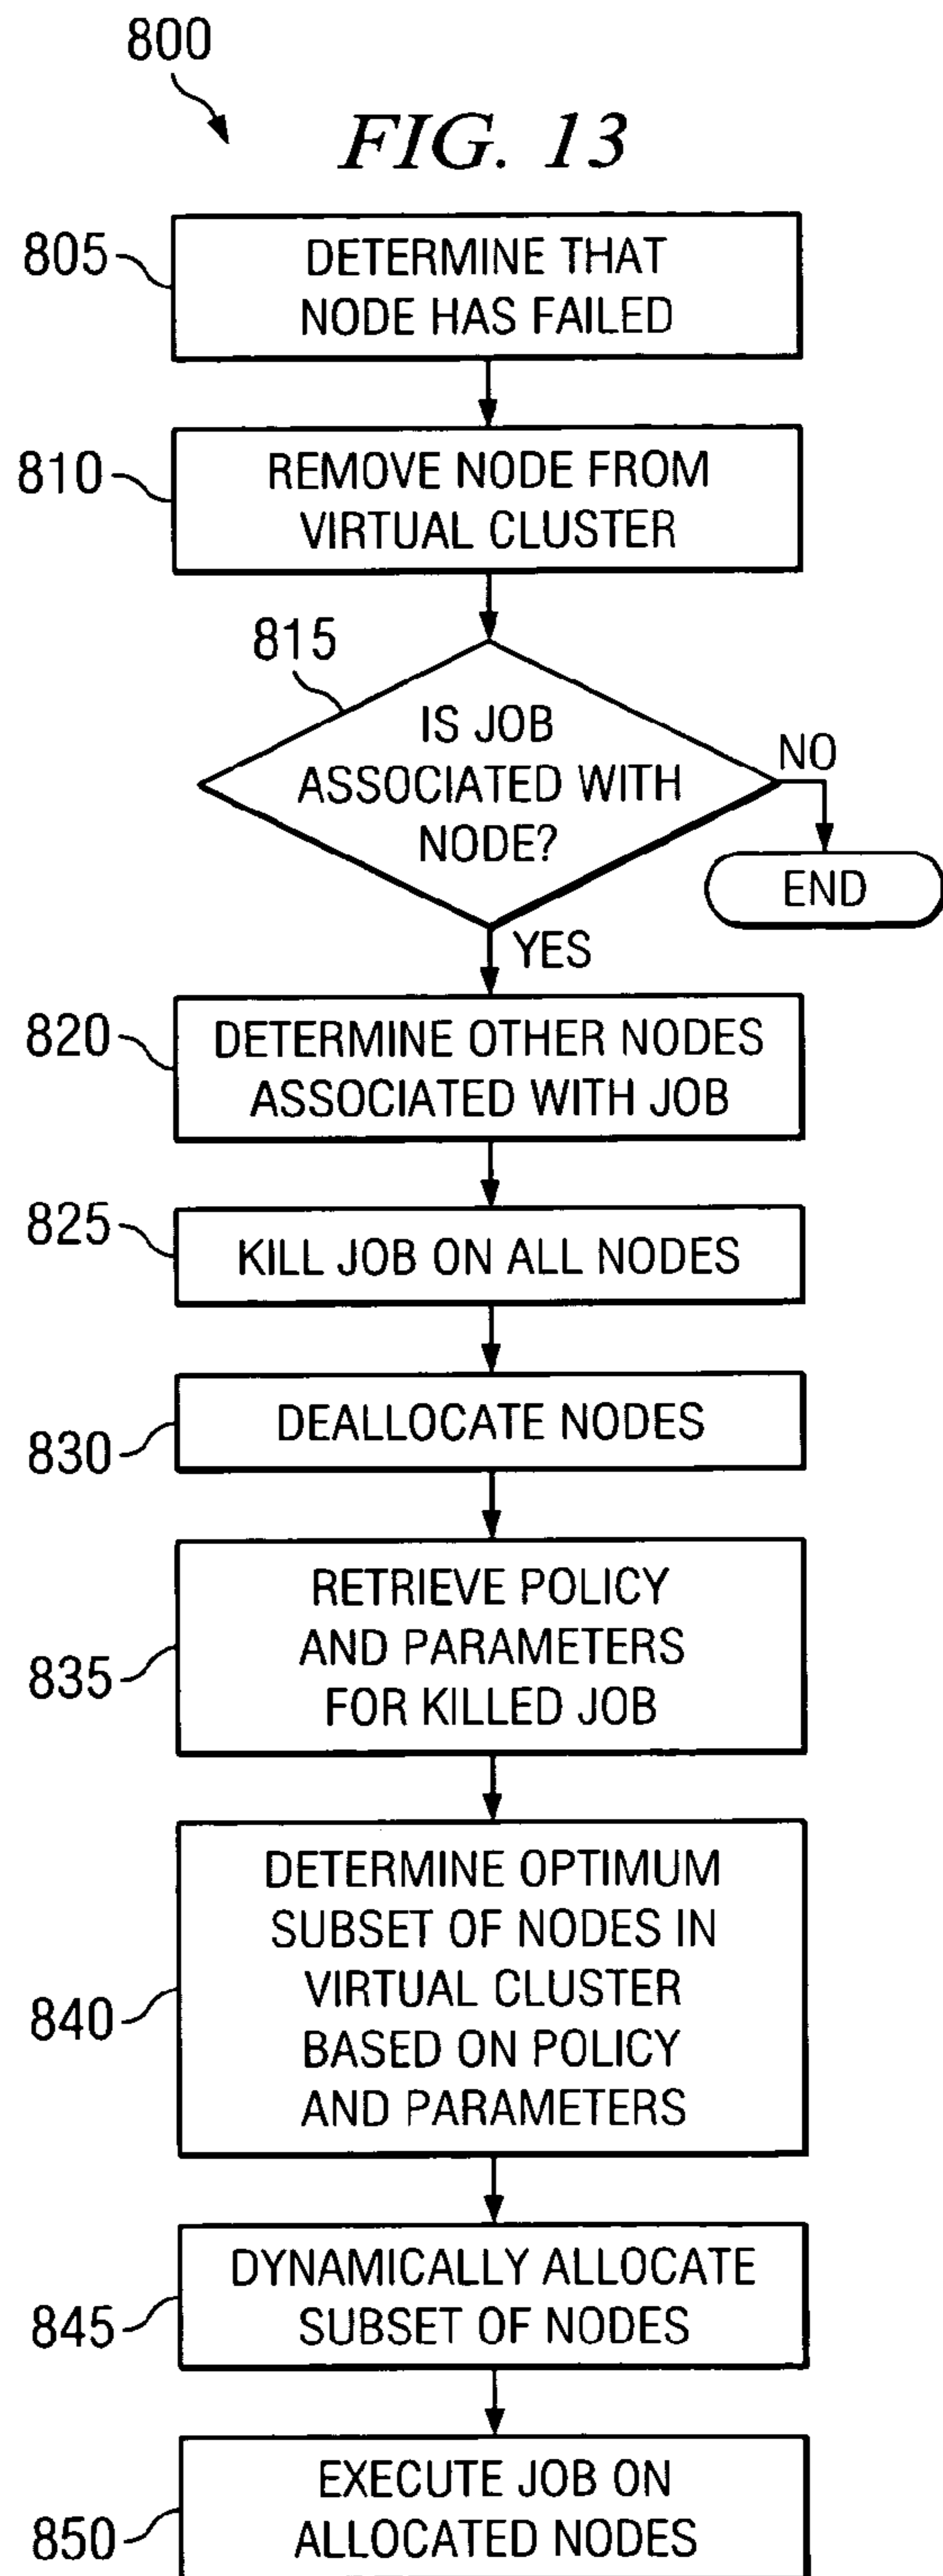 800
FIG. 13
805
DETERMINE THAT
NODE HAS FAILED
810
REMOVE NODE FROM
VIRTUAL CLUSTER
815
IS JOB
ASSOCIATED WITH
NODE?
NO
END
YES
820
DETERMINE OTHER NODES
ASSOCIATED WITH JOB
825
KILL JOB ON ALL NODES
830
DEALLOCATE NODES
835
RETRIEVE POLICY
AND PARAMETERS
FOR KILLED JOB
840
DETERMINE OPTIMUM
SUBSET OF NODES IN
VIRTUAL CLUSTER
BASED ON POLICY
AND PARAMETERS
845
DYNAMICALLY ALLOCATE
SUBSET OF NODES
850
EXECUTE JOB ON
ALLOCATED NODES